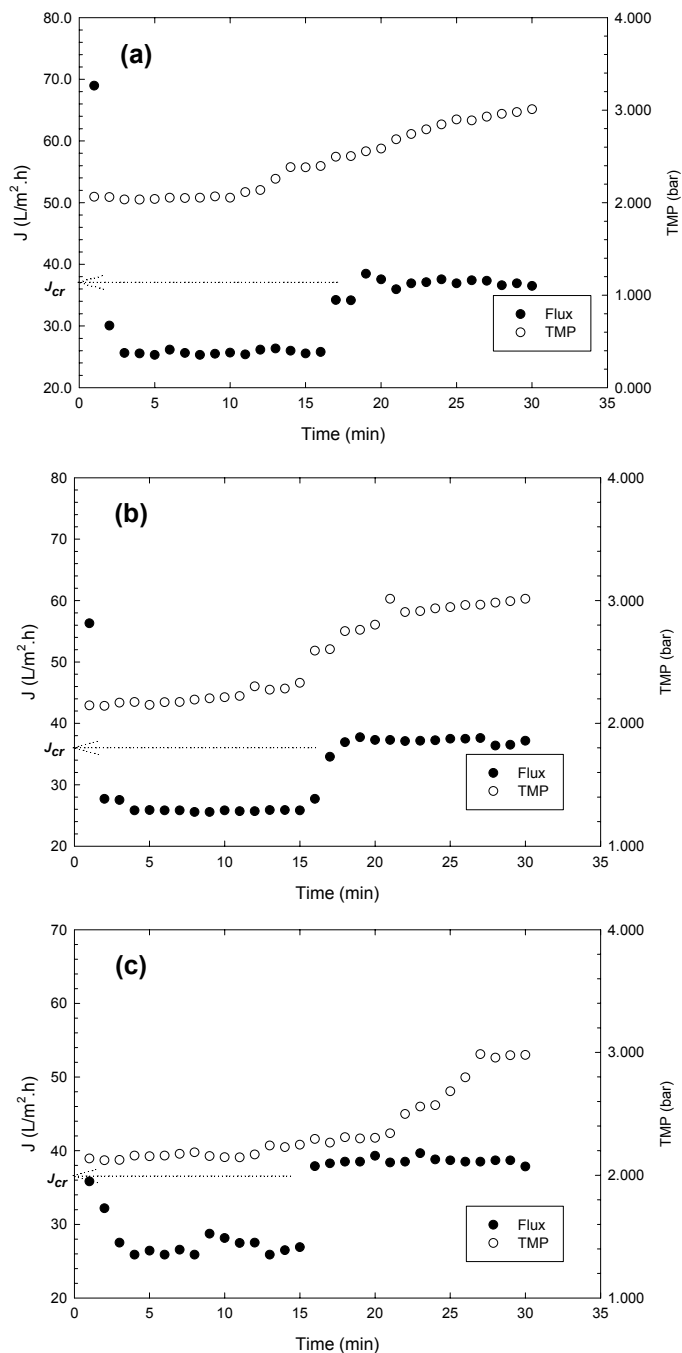 (a)
80.0
70.0
60.0
50.0
40.0
30.0
20.0
J (L/m².h)
Jcr
4.000
3.000
2.000
1.000
0.000
TMP (bar)
Flux
TMP
0 5 10 15 20 25 30 35
Time (min)
(b)
80
70
60
50
40
30
20
J (L/m².h)
Jcr
4.000
3.000
2.000
1.000
TMP (bar)
Flux
TMP
0 5 10 15 20 25 30 35
Time (min)
(c)
70
60
50
40
30
20
J (L/m².h)
Jcr
4.000
3.000
2.000
1.000
TMP (bar)
Flux
TMP
0 5 10 15 20 25 30 35
Time (min)